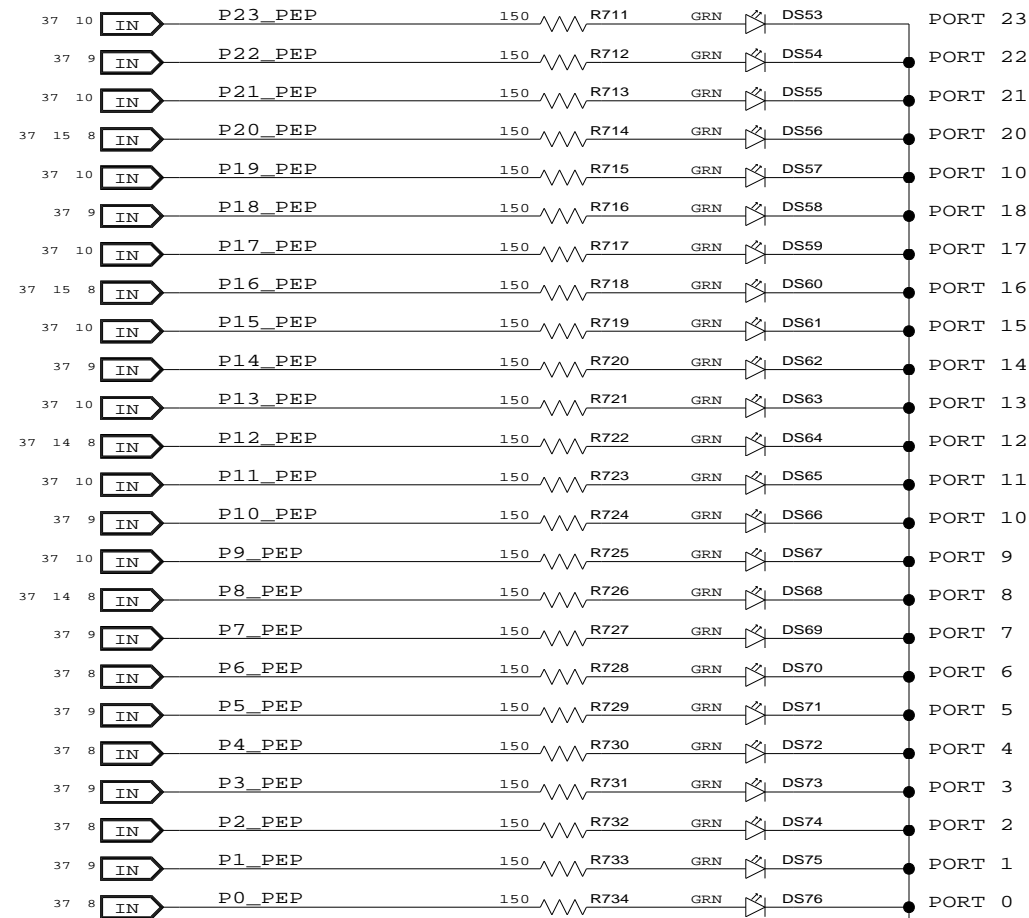 37 10 IN P23_PEP 150 R711 GRN DS53 PORT 23
37 9 IN P22_PEP 150 R712 GRN DS54 PORT 22
37 10 IN P21_PEP 150 R713 GRN DS55 PORT 21
37 15 8 IN P20_PEP 150 R714 GRN DS56 PORT 20
37 10 IN P19_PEP 150 R715 GRN DS57 PORT 10
37 9 IN P18_PEP 150 R716 GRN DS58 PORT 18
37 10 IN P17_PEP 150 R717 GRN DS59 PORT 17
37 15 8 IN P16_PEP 150 R718 GRN DS60 PORT 16
37 10 IN P15_PEP 150 R719 GRN DS61 PORT 15
37 9 IN P14_PEP 150 R720 GRN DS62 PORT 14
37 10 IN P13_PEP 150 R721 GRN DS63 PORT 13
37 14 8 IN P12_PEP 150 R722 GRN DS64 PORT 12
37 10 IN P11_PEP 150 R723 GRN DS65 PORT 11
37 9 IN P10_PEP 150 R724 GRN DS66 PORT 10
37 10 IN P9_PEP 150 R725 GRN DS67 PORT 9
37 14 8 IN P8_PEP 150 R726 GRN DS68 PORT 8
37 9 IN P7_PEP 150 R727 GRN DS69 PORT 7
37 8 IN P6_PEP 150 R728 GRN DS70 PORT 6
37 9 IN P5_PEP 150 R729 GRN DS71 PORT 5
37 8 IN P4_PEP 150 R730 GRN DS72 PORT 4
37 9 IN P3_PEP 150 R731 GRN DS73 PORT 3
37 8 IN P2_PEP 150 R732 GRN DS74 PORT 2
37 9 IN P1_PEP 150 R733 GRN DS75 PORT 1
37 8 IN P0_PEP 150 R734 GRN DS76 PORT 0